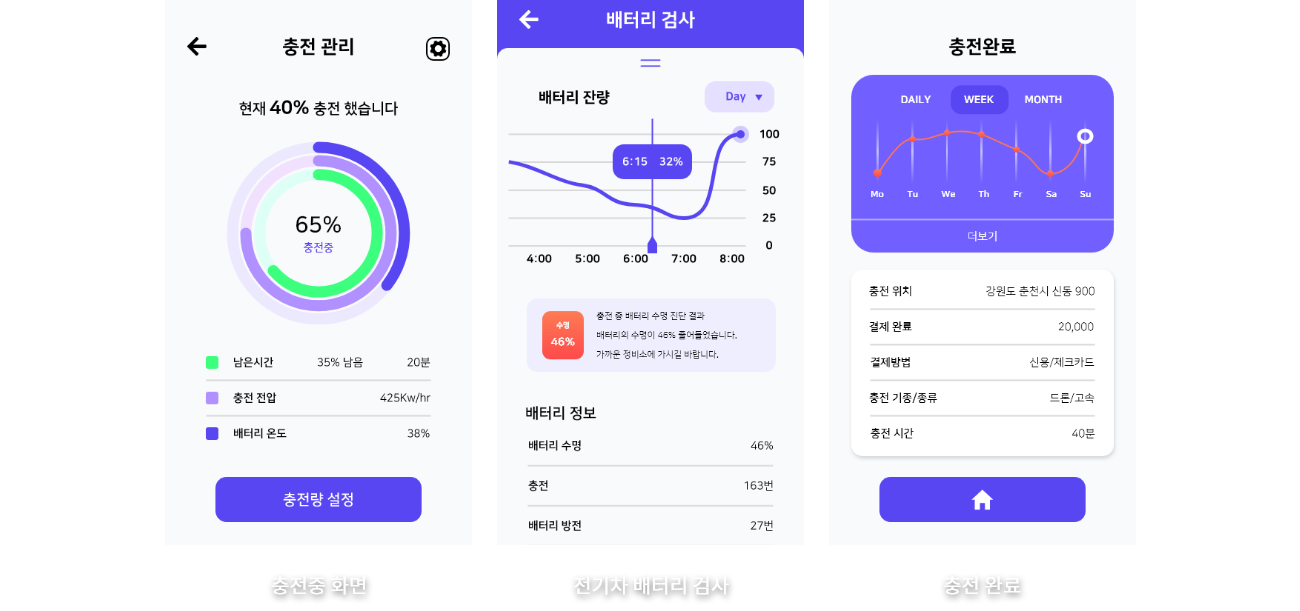 충전 관리
현재 40% 충전 했습니다
65%
충전중
남은시간 35% 남음 20분
충전 전압 425Kw/hr
배터리 온도 38%
충전량 설정
충전중 화면
배터리 검사
배터리 잔량 Day ▼
100
6:15 32%
75
50
25
0
4:00 5:00 6:00 7:00 8:00
수명
46%
충전 중 배터리 수명 진단 결과
배터리의 수명이 46% 줄어들었습니다.
가까운 정비소에 가시길 바랍니다.
배터리 정보
배터리 수명 46%
충전 163번
배터리 방전 27번
전기차 배터리 검사
충전완료
DAILY WEEK MONTH
Mo Tu We Th Fr Sa Su
더보기
충전 위치 강원도 춘천시 신동 900
결제 완료 20,000
결제방법 신용/체크카드
충전 기종/종류 드론/고속
충전 시간 40분
충전 완료